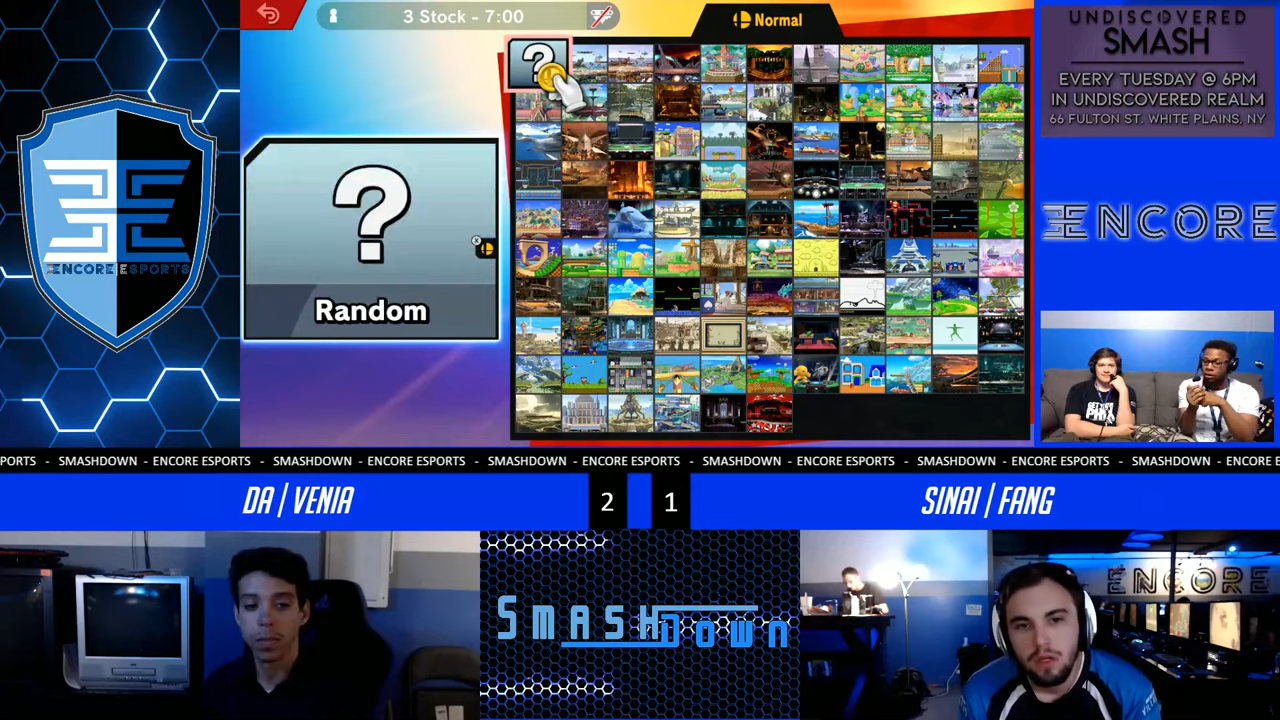 3 Stock - 7:00
Normal
?
?
Random
X
ENCORE ESPORTS
UNDISCOVERED
SMASH
EVERY TUESDAY @ 6PM
IN UNDISCOVERED REALM
66 FULTON ST. WHITE PLAINS, NY
ENCORE
PORTS - SMASHDOWN - ENCORE ESPORTS - SMASHDOWN - ENCORE ESPORTS - SMASHDOWN - ENCORE ESPORTS - SMASHDOWN - ENCORE ESPORTS - SMASHDOWN - ENCORE ESPORTS - SMASHDOWN - ENCORE E
DA | VENIA
2
1
SINAI | FANG
SMASH
DOWN
ENCORE